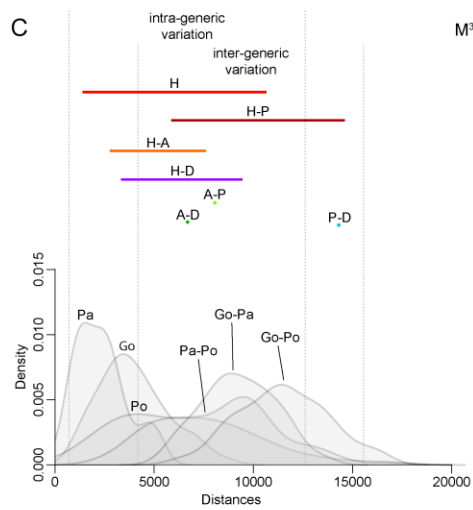 C
intra-generic
variation
M³
inter-generic
variation
H
H-P
H-A
H-D
A-P
A-D
P-D
0.015
0.010
0.005
0.000
Density
Pa
Go
Po
Pa-Po
Go-Pa
Go-Po
0
5000
10000
15000
20000
Distances